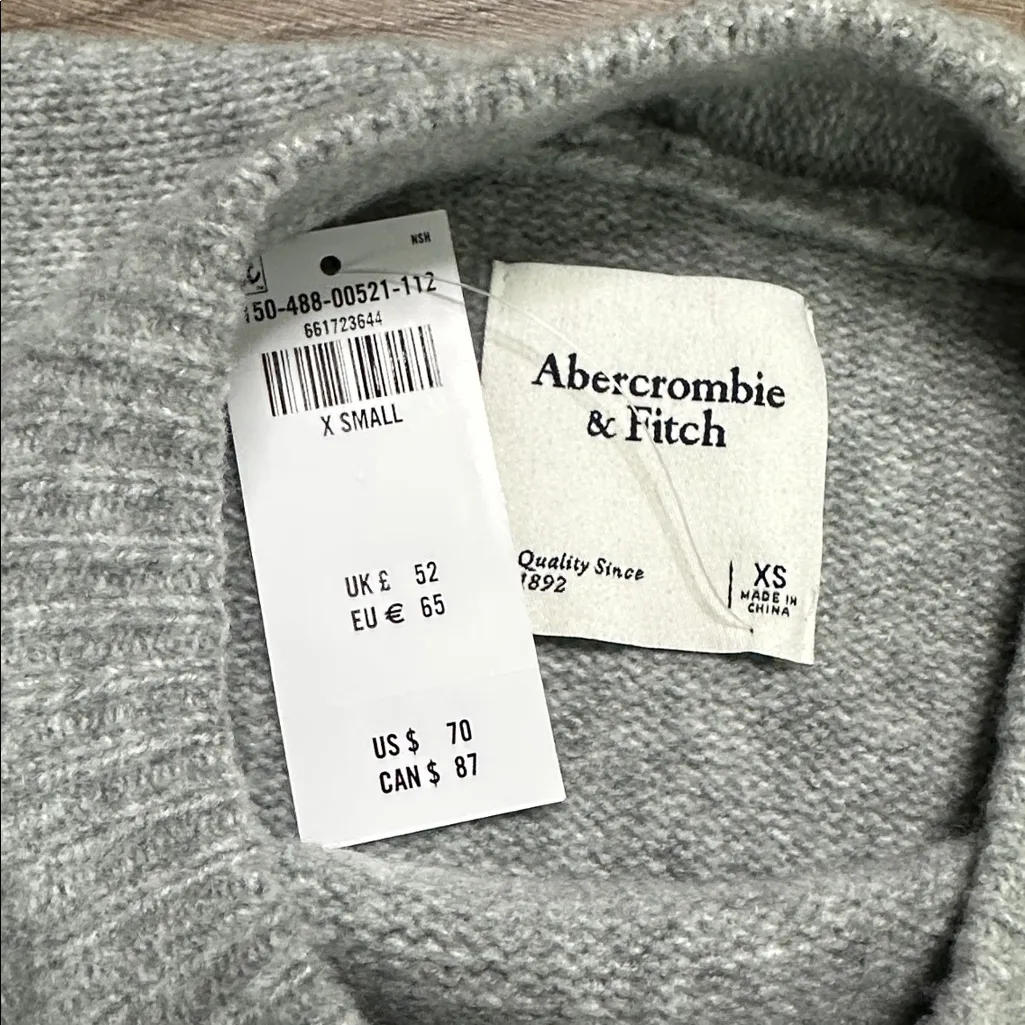 NSH
150-488-00521-112
661723644
X SMALL
UK £ 52
EU € 65
US $ 70
CAN $ 87
Abercrombie
& Fitch
Quality Since
1892
XS
MADE IN
CHINA